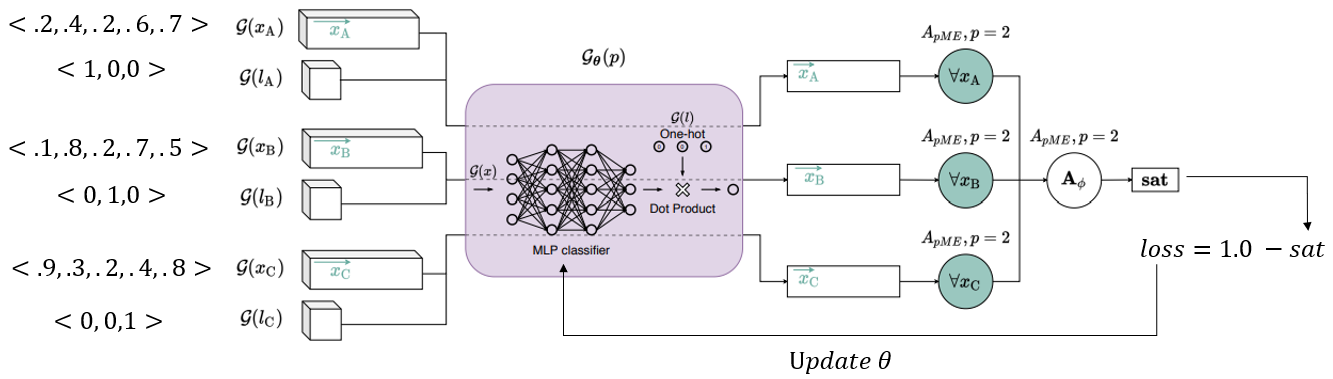 < .2, .4, .2, .6, .7 >
𝒢(x_A)
x_A
< 1, 0,0 >
𝒢(l_A)
< .1, .8, .2, .7, .5 >
𝒢(x_B)
x_B
< 0, 1,0 >
𝒢(l_B)
< .9, .3, .2, .4, .8 >
𝒢(x_C)
x_C
< 0, 0,1 >
𝒢(l_C)
𝒢_θ(p)
𝒢(l)
One-hot
0 0 1
𝒢(x)
Dot Product
MLP classifier
x_A
A_pME, p = 2
∀x_A
x_B
A_pME, p = 2
∀x_B
x_C
A_pME, p = 2
∀x_C
A_pME, p = 2
A_ϕ
sat
loss = 1.0 − sat
Update θ